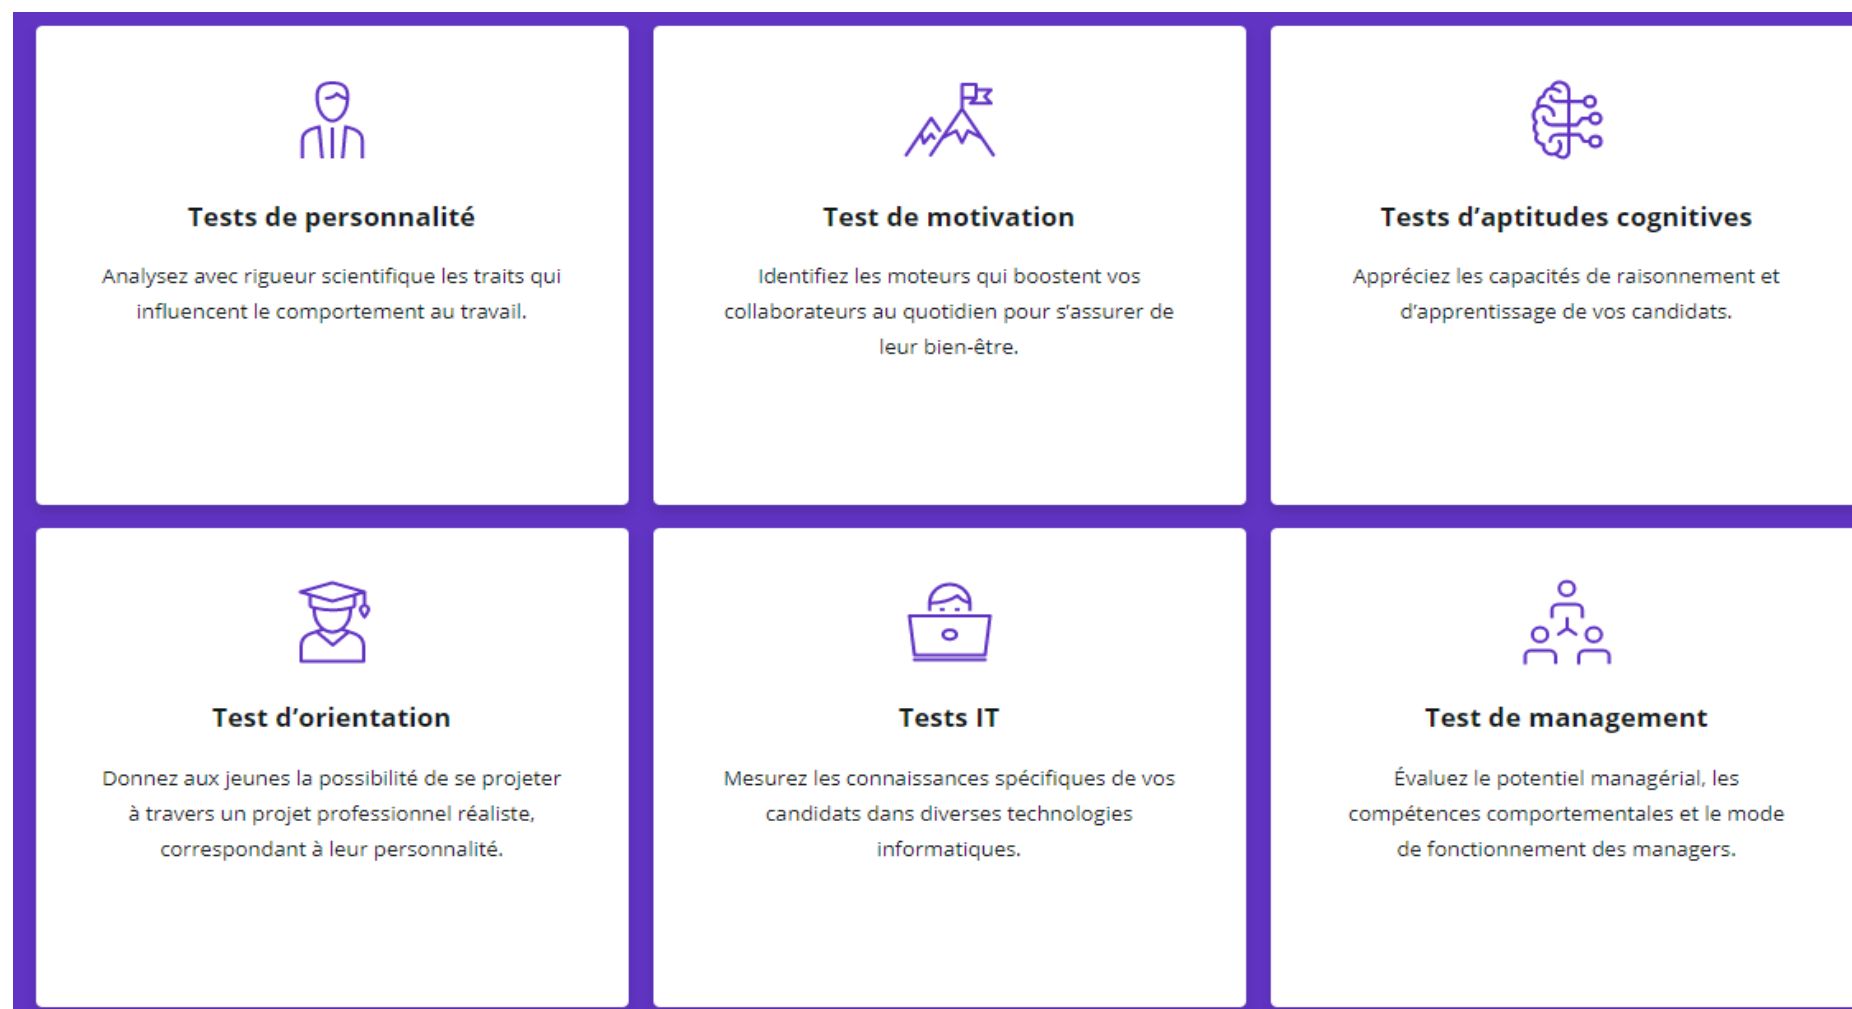 Tests de personnalité
Analysez avec rigueur scientifique les traits qui
influencent le comportement au travail.
Test de motivation
Identifiez les moteurs qui boostent vos
collaborateurs au quotidien pour s’assurer de
leur bien-être.
Tests d’aptitudes cognitives
Appréciez les capacités de raisonnement et
d’apprentissage de vos candidats.
Test d’orientation
Donnez aux jeunes la possibilité de se projeter
à travers un projet professionnel réaliste,
correspondant à leur personnalité.
Tests IT
Mesurez les connaissances spécifiques de vos
candidats dans diverses technologies
informatiques.
Test de management
Évaluez le potentiel managérial, les
compétences comportementales et le mode
de fonctionnement des managers.